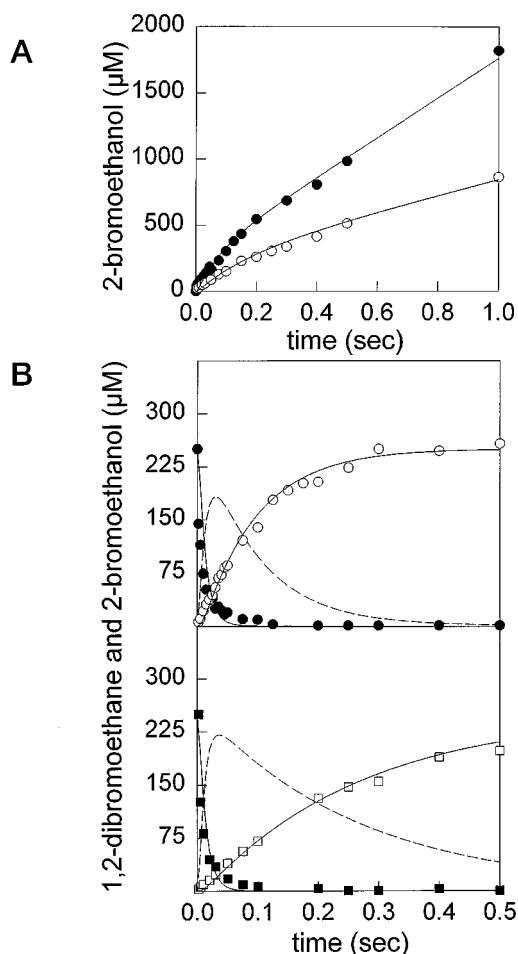 A
2-bromoethanol (µM)
2000
1500
1000
500
0
0.0 0.2 0.4 0.6 0.8 1.0
time (sec)
B
1,2-dibromoethane and 2-bromoethanol (µM)
300
225
150
75
300
225
150
75
0.0 0.1 0.2 0.3 0.4 0.5
time (sec)